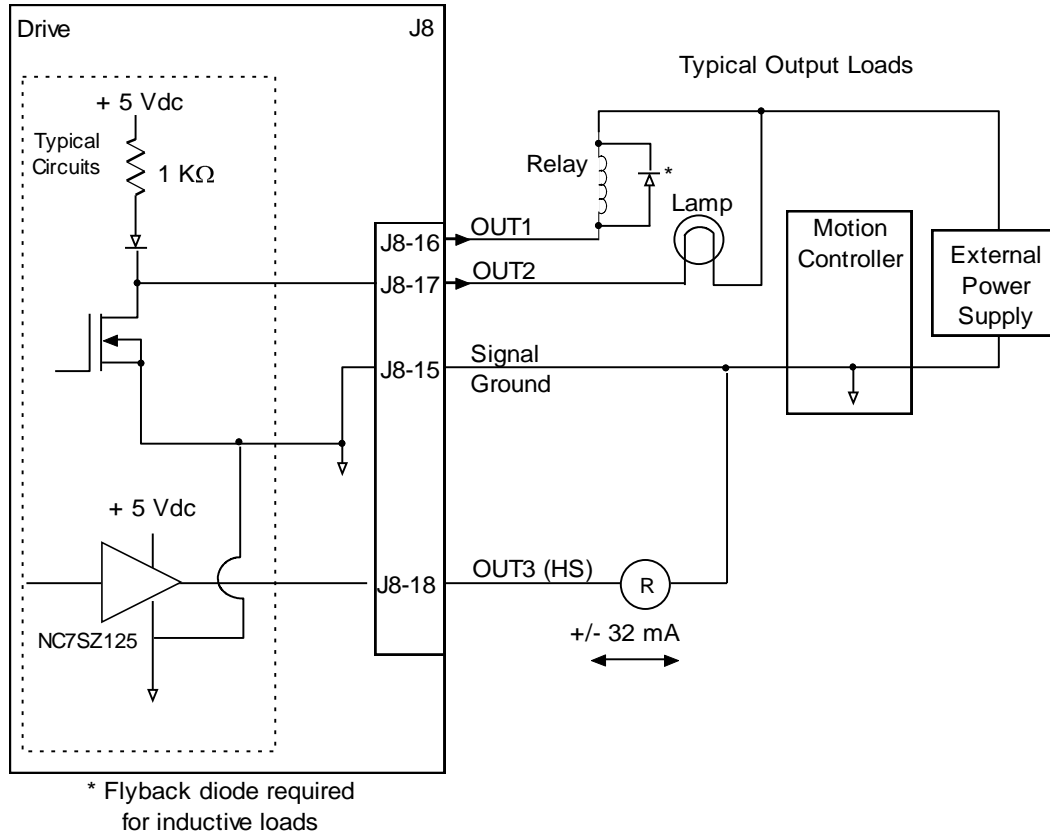 Drive
J8
Typical Output Loads
+ 5 Vdc
Typical
Circuits
1 KΩ
Relay
*
Lamp
J8-16
OUT1
J8-17
OUT2
Motion
Controller
External
Power
Supply
J8-15
Signal
Ground
+ 5 Vdc
J8-18
OUT3 (HS)
R
NC7SZ125
+/- 32 mA
* Flyback diode required
for inductive loads